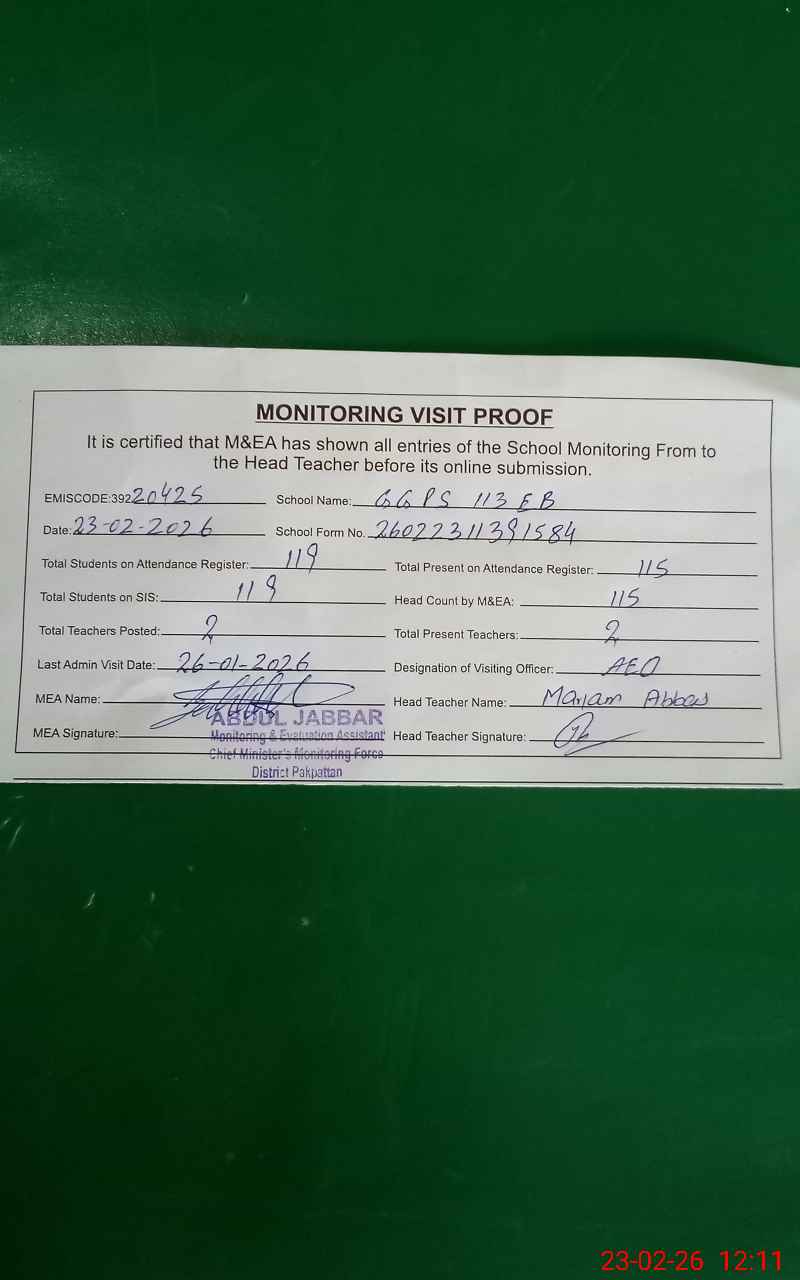 MONITORING VISIT PROOF
It is certified that M&EA has shown all entries of the School Monitoring From to
the Head Teacher before its online submission.
EMISCODE:39220425 School Name: GGPS 113 EB
Date: 23-02-2026 School Form No. 26022311391584
Total Students on Attendance Register: 119 Total Present on Attendance Register: 115
Total Students on SIS: 119 Head Count by M&EA: 115
Total Teachers Posted: 2 Total Present Teachers: 2
Last Admin Visit Date: 26-01-2026 Designation of Visiting Officer: AEO
MEA Name: Head Teacher Name: Maryam Abbas
ABDUL JABBAR
MEA Signature: Monitoring & Evaluation Assistant Head Teacher Signature:
Chief Minister's Monitoring Force
District Pakpattan
23-02-26 12:11